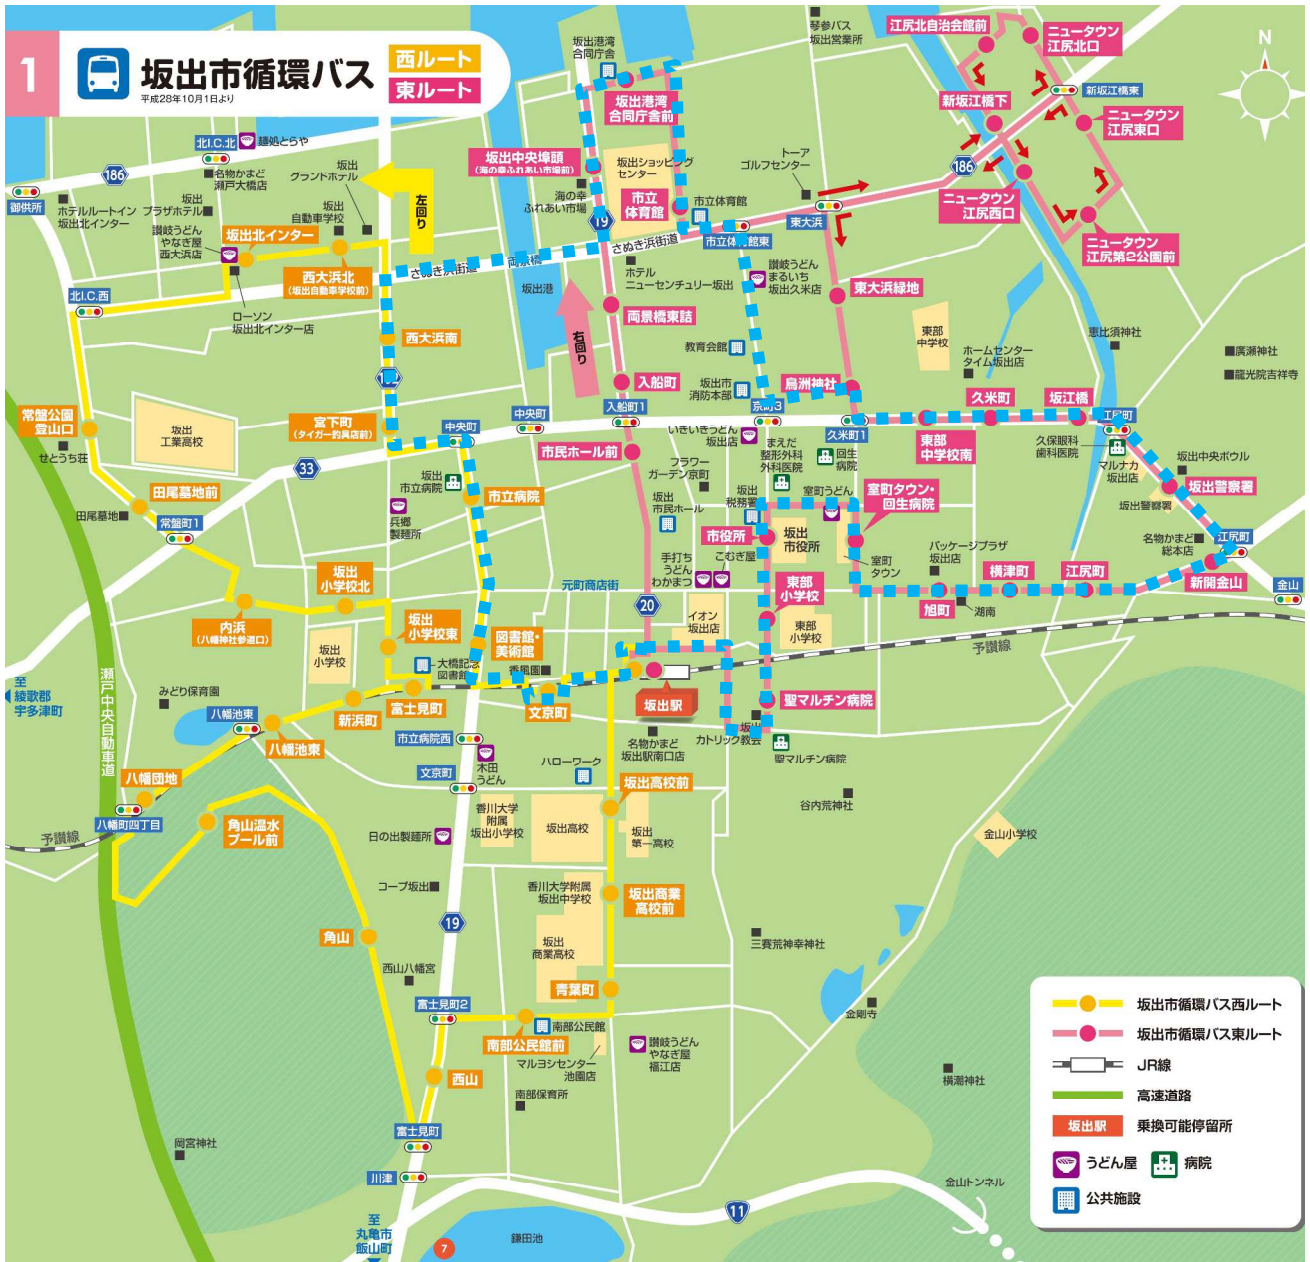 1
坂出市循環バス
平成28年10月1日より
西ルート
東ルート
N
琴参バス
坂出営業所
坂出港湾
合同庁舎
坂出港湾
合同庁舎前
江尻北自治会館前
ニュータウン
江尻北口
新坂江橋東
新坂江橋下
ニュータウン
江尻東口
186
ニュータウン
江尻西口
ニュータウン
江尻第2公園前
北I.C.北
麺処とらや
186
名物かまど
瀬戸大橋店
坂出
グランドホテル
左回り
御供所
ホテルルートイン
坂出北インター
坂出
プラザホテル
坂出
自動車学校
讃岐うどん
やなぎ屋
西大浜店
坂出北インター
西大浜北
(坂出自動車学校前)
北I.C.西
ローソン
坂出北インター店
坂出中央埠頭
(海の幸ふれあい市場前)
坂出ショッピング
センター
海の幸
ふれあい市場
市立
体育館
市立体育館
トーア
ゴルフセンター
19
さぬき浜街道
さぬき浜街道
両景橋
市立体育館東
東大浜
坂出港
ホテル
ニューセンチュリー坂出
讃岐うどん
まるいち
坂出久米店
東大浜緑地
両景橋東詰
西大浜南
右回り
教育会館
東部
中学校
恵比須神社
ホームセンター
タイム坂出店
廣瀬神社
龍光院吉祥寺
入船町
坂出市
消防本部
烏洲神社
久米町
坂江橋
常盤公園
登山口
坂出
工業高校
宮下町
(タイガー釣具店前)
中央町
中央町
入船町1
京町3
久米町1
江尻町
せとうち荘
33
市民ホール前
いきいきうどん
坂出店
まえだ
整形外科
外科医院
回生
病院
東部
中学校南
久保眼科
歯科医院
マルナカ
坂出店
坂出中央ボウル
坂出
市立病院
市立病院
フラワー
ガーデン京町
坂出
税務署
室町うどん
室町タウン・
回生病院
坂出警察署
坂出警察署
田尾墓地前
田尾墓地
常盤町1
兵郷
製麺所
坂出
市民ホール
市役所
坂出
市役所
名物かまど
総本店
江尻町
手打ち
うどん
わかまつ
こむぎ屋
室町
タウン
パッケージプラザ
坂出店
新開金山
金山
坂出
小学校北
元町商店街
東部
小学校
旭町
湖南
横津町
江尻町
20
イオン
坂出店
東部
小学校
内浜
(八幡神社参道口)
坂出
小学校東
図書館・
美術館
坂出
小学校
大橋記念
図書館
香風園
予讃線
至
綾歌郡
宇多津町
瀬戸中央自動車道
みどり保育園
八幡池東
新浜町
富士見町
文京町
坂出駅
聖マルチン病院
坂出
カトリック教会
八幡池東
市立病院西
名物かまど
坂出駅南口店
聖マルチン病院
文京町
木田
うどん
ハローワーク
八幡団地
坂出高校前
八幡町四丁目
角山温水
プール前
予讃線
香川大学
附属
坂出小学校
坂出高校
坂出
第一高校
谷内荒神社
日の出製麺所
金山小学校
コープ坂出
香川大学附属
坂出中学校
坂出商業
高校前
19
角山
坂出
商業高校
三賽荒神幸神社
西山八幡宮
青葉町
富士見町2
南部公民館
南部公民館前
マルヨシセンター
池園店
讃岐うどん
やなぎ屋
福江店
金剛寺
横潮神社
西山
南部保育所
富士見町
岡宮神社
川津
金山トンネル
11
至
丸亀市
飯山町
7
鎌田池
坂出市循環バス西ルート
坂出市循環バス東ルート
JR線
高速道路
坂出駅
乗換可能停留所
うどん屋
病院
公共施設